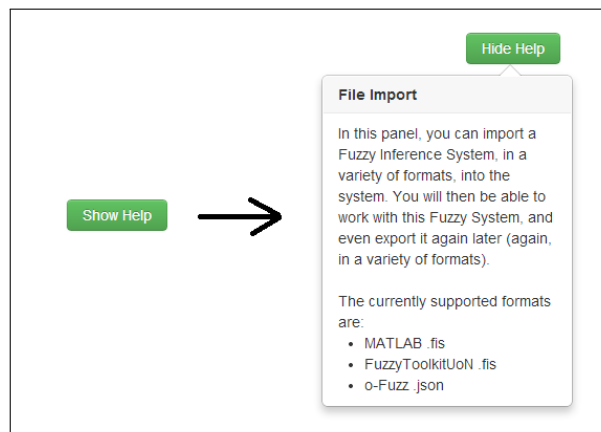 Show Help
Hide Help
File Import
In this panel, you can import a
Fuzzy Inference System, in a
variety of formats, into the
system. You will then be able to
work with this Fuzzy System, and
even export it again later (again,
in a variety of formats).
The currently supported formats
are:
• MATLAB .fis
• FuzzyToolkitUoN .fis
• o-Fuzz .json